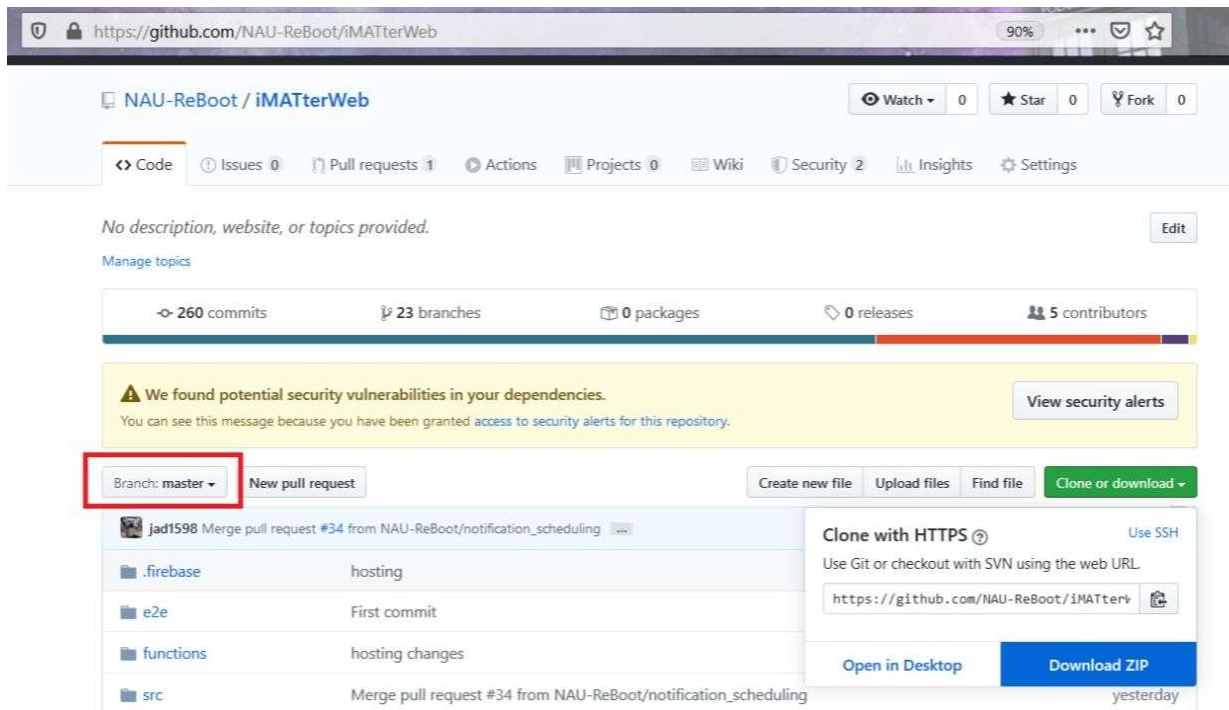 https://github.com/NAU-ReBoot/iMATterWeb 90%
NAU-ReBoot / iMATterWeb Watch 0 Star 0 Fork 0
Code Issues 0 Pull requests 1 Actions Projects 0 Wiki Security 2 Insights Settings
No description, website, or topics provided. Edit
Manage topics
260 commits 23 branches 0 packages 0 releases 5 contributors
We found potential security vulnerabilities in your dependencies.
You can see this message because you have been granted access to security alerts for this repository.
View security alerts
Branch: master New pull request Create new file Upload files Find file Clone or download
jad1598 Merge pull request #34 from NAU-ReBoot/notification_scheduling ...
.firebase hosting
e2e First commit
functions hosting changes
src Merge pull request #34 from NAU-ReBoot/notification_scheduling yesterday
Clone with HTTPS ? Use SSH
Use Git or checkout with SVN using the web URL.
https://github.com/NAU-ReBoot/iMATter
Open in Desktop Download ZIP